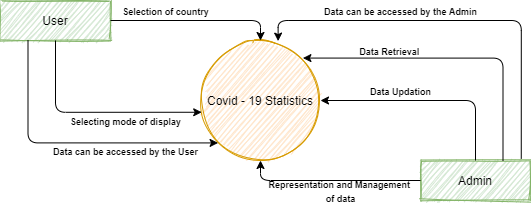 Selection of country
Data can be accessed by the Admin
User
Data Retrieval
Data Updation
Covid - 19 Statistics
Selecting mode of display
Data can be accessed by the User
Admin
Representation and Management
of data